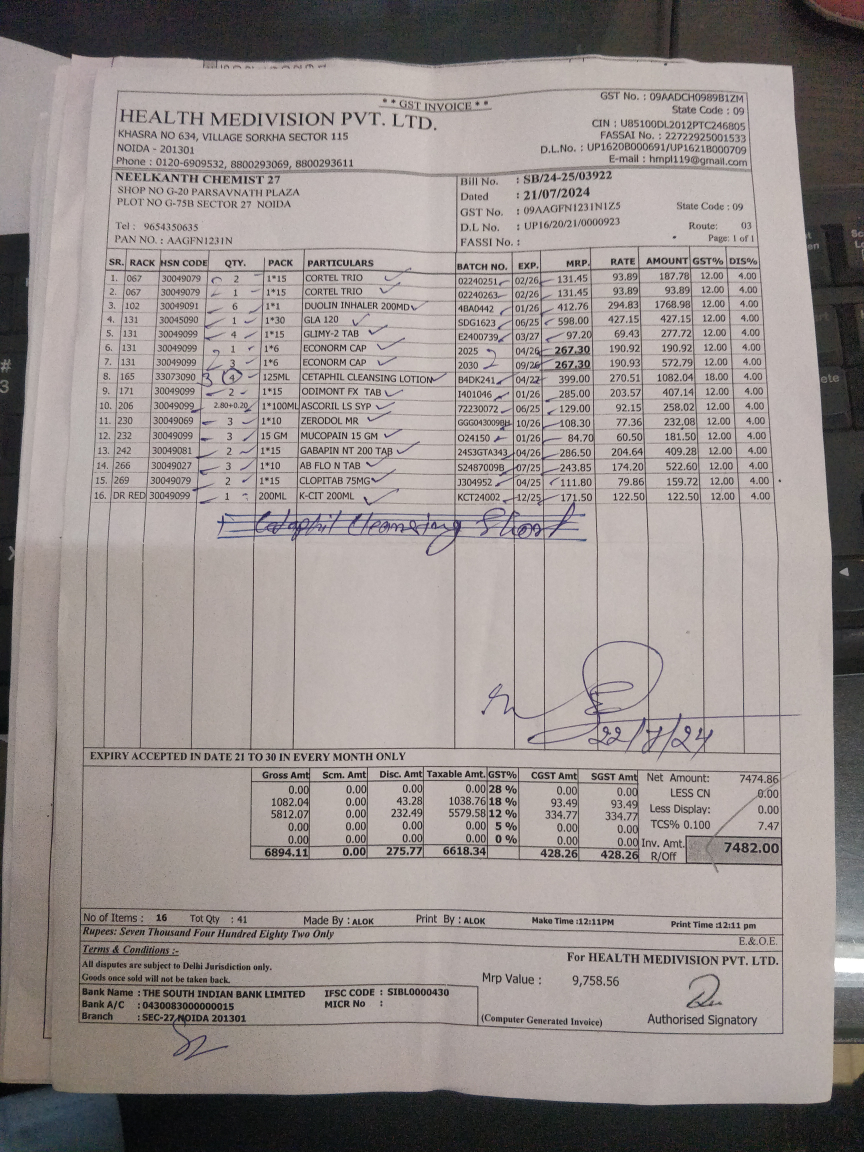 * * GST INVOICE * *
GST No. : 09AADCH0989B1ZM
State Code : 09
HEALTH MEDIVISION PVT. LTD.
CIN : U85100DL2012PTC246805
KHASRA NO 634, VILLAGE SORKHA SECTOR 115
FASSAI No. : 22722925001533
NOIDA - 201301
D.L.No. : UP1620B000691/UP1621B000709
Phone : 0120-6909532, 8800293069, 8800293611
E-mail : hmpl119@gmail.com
NEELKANTH CHEMIST 27
Bill No. : SB/24-25/03922
SHOP NO G-20 PARSAVNATH PLAZA
Dated : 21/07/2024
PLOT NO G-75B SECTOR 27 NOIDA
GST No. : 09AAGFN1231N1Z5 State Code : 09
Tel : 9654350635
D.L No. : UP16/20/21/0000923 Route: 03
PAN NO. : AAGFN1231N
FASSI No. : Page: 1 of 1
SR. RACK HSN CODE QTY. PACK PARTICULARS BATCH NO. EXP. MRP. RATE AMOUNT GST% DIS%
1. 067 30049079 2 1*15 CORTEL TRIO 02240251 02/26 131.45 93.89 187.78 12.00 4.00
2. 067 30049079 1 1*15 CORTEL TRIO 02240263 02/26 131.45 93.89 93.89 12.00 4.00
3. 102 30049091 6 1*1 DUOLIN INHALER 200MD 4BA0442 01/26 412.76 294.83 1768.98 12.00 4.00
4. 131 30045090 1 1*30 GLA 120 SDG1623 06/25 598.00 427.15 427.15 12.00 4.00
5. 131 30049099 4 1*15 GLIMY-2 TAB E2400739 03/27 97.20 69.43 277.72 12.00 4.00
6. 131 30049099 1 1*6 ECONORM CAP 2025 04/26 267.30 190.92 190.92 12.00 4.00
7. 131 30049099 3 1*6 ECONORM CAP 2030 09/26 267.30 190.93 572.79 12.00 4.00
8. 165 33073090 3 4 125ML CETAPHIL CLEANSING LOTION B4DK241 04/27 399.00 270.51 1082.04 18.00 4.00
9. 171 30049099 2 1*15 ODIMONT FX TAB I401046 01/26 285.00 203.57 407.14 12.00 4.00
10. 206 30049099 2.80+0.20 1*100ML ASCORIL LS SYP 72230072 06/25 129.00 92.15 258.02 12.00 4.00
11. 230 30049069 3 1*10 ZERODOL MR 10/26 108.30 77.36 232.08 12.00 4.00
12. 232 30049099 3 15 GM MUCOPAIN 15 GM O24150 01/26 84.70 60.50 181.50 12.00 4.00
13. 242 30049081 2 1*15 GABAPIN NT 200 TAB 24S3GTA343 04/26 286.50 204.64 409.28 12.00 4.00
14. 266 30049027 3 1*10 AB FLO N TAB S2487009B 07/25 243.85 174.20 522.60 12.00 4.00
15. 269 30049079 2 1*15 CLOPITAB 75MG J304952 04/25 111.80 79.86 159.72 12.00 4.00
16. DR RED 30049099 1 200ML K-CIT 200ML KCT24002 12/25 171.50 122.50 122.50 12.00 4.00
Cetaphil Cleansing Short
22/7/24
EXPIRY ACCEPTED IN DATE 21 TO 30 IN EVERY MONTH ONLY
Gross Amt Scm. Amt Disc. Amt Taxable Amt. GST% CGST Amt SGST Amt Net Amount: 7474.86
0.00 0.00 0.00 0.00 28 % 0.00 0.00 LESS CN 0.00
1082.04 0.00 43.28 1038.76 18 % 93.49 93.49 Less Display: 0.00
5812.07 0.00 232.49 5579.58 12 % 334.77 334.77
0.00 0.00 0.00 0.00 5 % 0.00 0.00 TCS% 0.100 7.47
0.00 0.00 0.00 0.00 0 % 0.00 0.00 Inv. Amt. 7482.00
6894.11 0.00 275.77 6618.34 428.26 428.26 R/Off
No of Items : 16 Tot Qty : 41 Made By : ALOK Print By : ALOK Make Time :12:11PM Print Time :12:11 pm
Rupees: Seven Thousand Four Hundred Eighty Two Only E.&O.E.
Terms & Conditions :-
For HEALTH MEDIVISION PVT. LTD.
All disputes are subject to Delhi Jurisdiction only.
Goods once sold will not be taken back.
Mrp Value : 9,758.56
Bank Name : THE SOUTH INDIAN BANK LIMITED IFSC CODE : SIBL0000430
Bank A/C : 0430083000000015 MICR No :
Branch : SEC-27,NOIDA 201301
(Computer Generated Invoice) Authorised Signatory